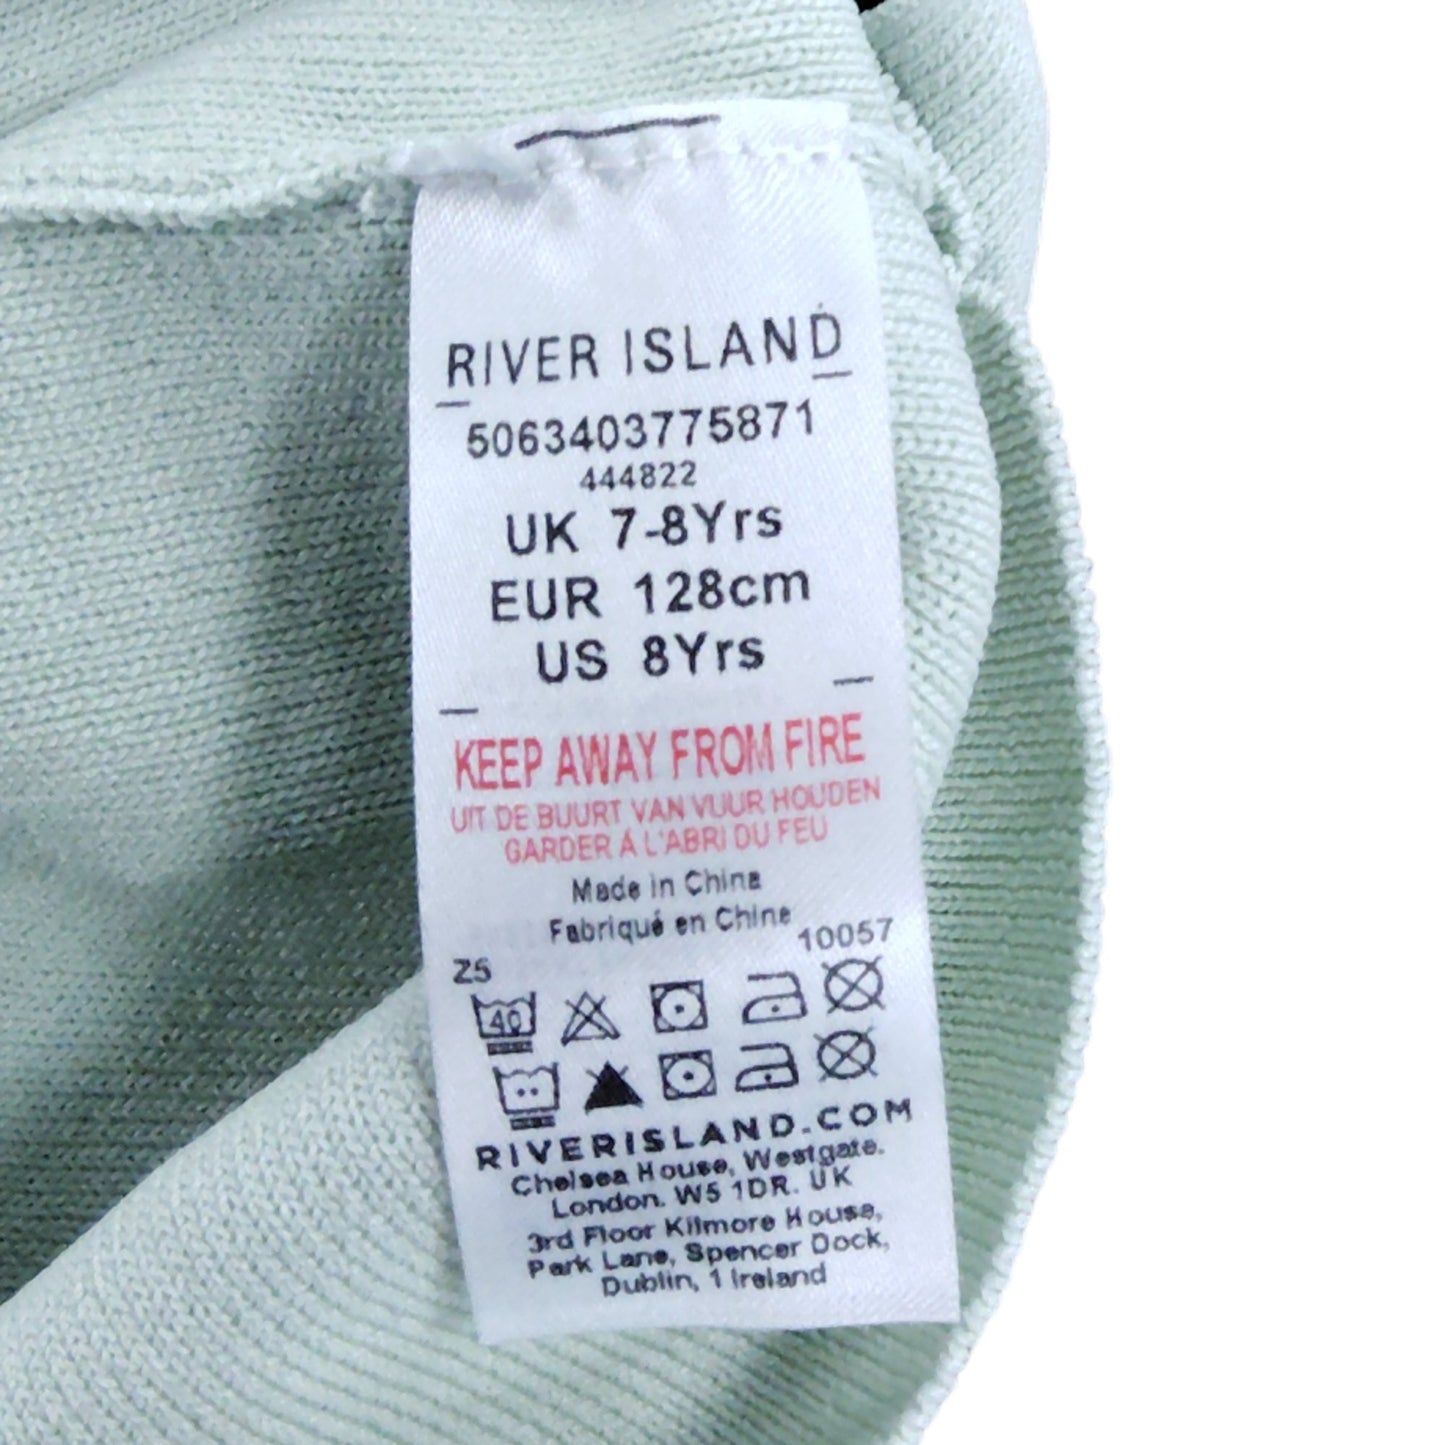 RIVER ISLAND
5063403775871
444822
UK 7-8Yrs
EUR 128cm
US 8Yrs
KEEP AWAY FROM FIRE
UIT DE BUURT VAN VUUR HOUDEN
GARDER Á L'ABRI DU FEU
Made in China
Fabriqué en Chine
Z5 10057
40
RIVERISLAND.COM
Chelsea House, Westgate.
London. W5 1DR. UK
3rd Floor Kilmore House,
Park Lane, Spencer Dock,
Dublin, 1 Ireland